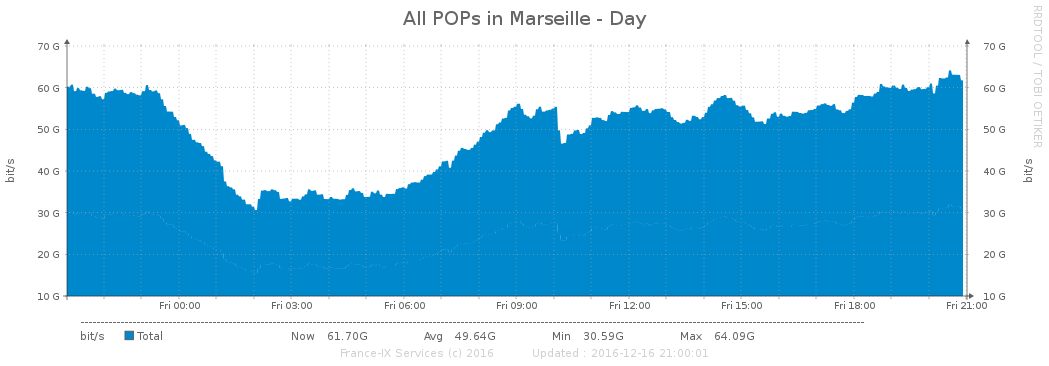 All POPs in Marseille - Day
RRDTOOL / TOBI OETIKER
70 G 70 G
60 G 60 G
50 G 50 G
40 G 40 G
30 G 30 G
20 G 20 G
10 G 10 G
bit/s
bit/s
Fri 00:00 Fri 03:00 Fri 06:00 Fri 09:00 Fri 12:00 Fri 15:00 Fri 18:00 Fri 21:00
bit/s Total Now 61.70G Avg 49.64G Min 30.59G Max 64.09G
France-IX Services (c) 2016 Updated : 2016-12-16 21:00:01